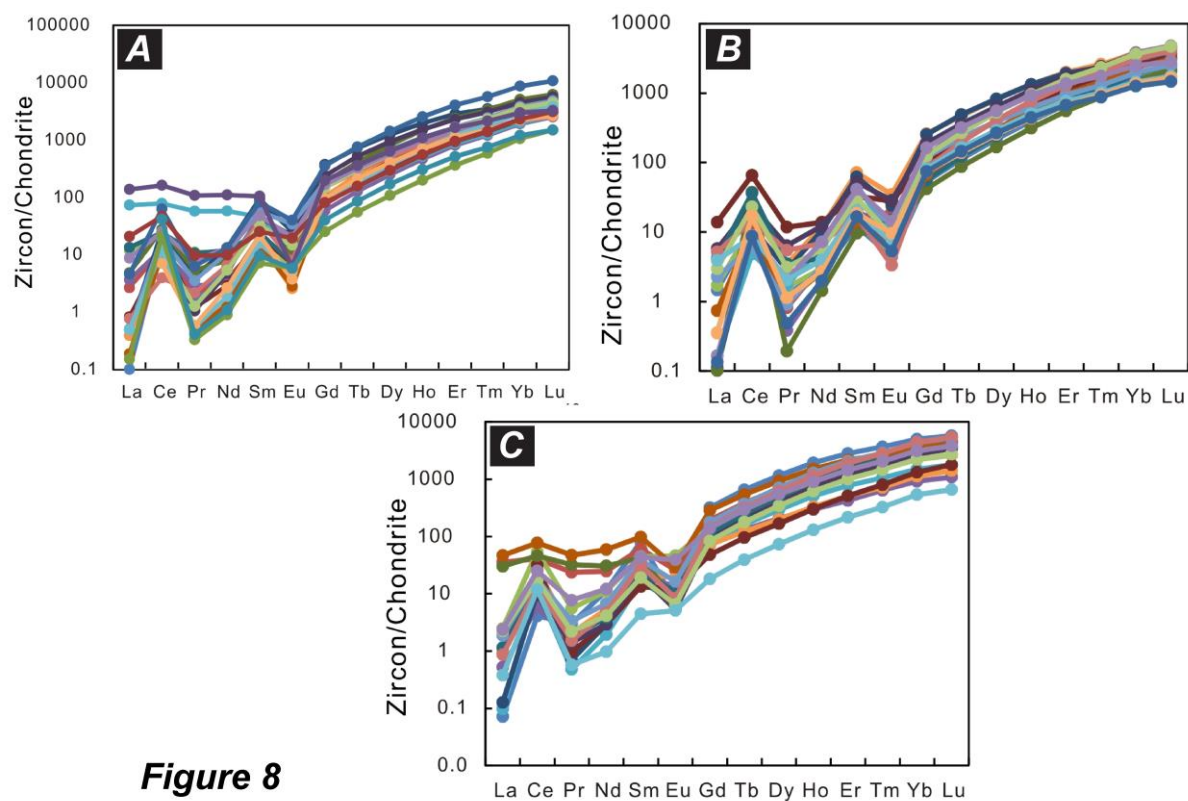 A
100000
10000
1000
100
10
1
0.1
Zircon/Chondrite
La Ce Pr Nd Sm Eu Gd Tb Dy Ho Er Tm Yb Lu
B
10000
1000
100
10
1
0.1
Zircon/Chondrite
La Ce Pr Nd Sm Eu Gd Tb Dy Ho Er Tm Yb Lu
C
10000
1000
100
10
1
0.1
0.0
Zircon/Chondrite
La Ce Pr Nd Sm Eu Gd Tb Dy Ho Er Tm Yb Lu
Figure 8